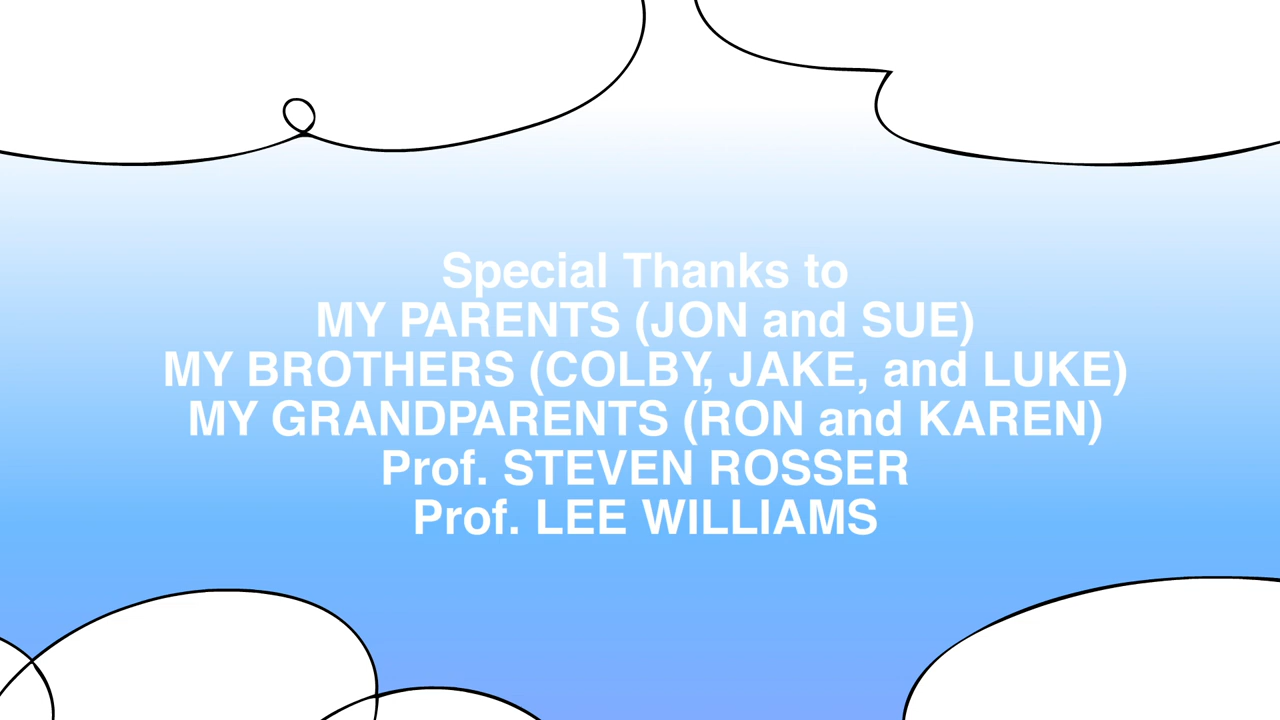 Special Thanks to
MY PARENTS (JON and SUE)
MY BROTHERS (COLBY, JAKE, and LUKE)
MY GRANDPARENTS (RON and KAREN)
Prof. STEVEN ROSSER
Prof. LEE WILLIAMS